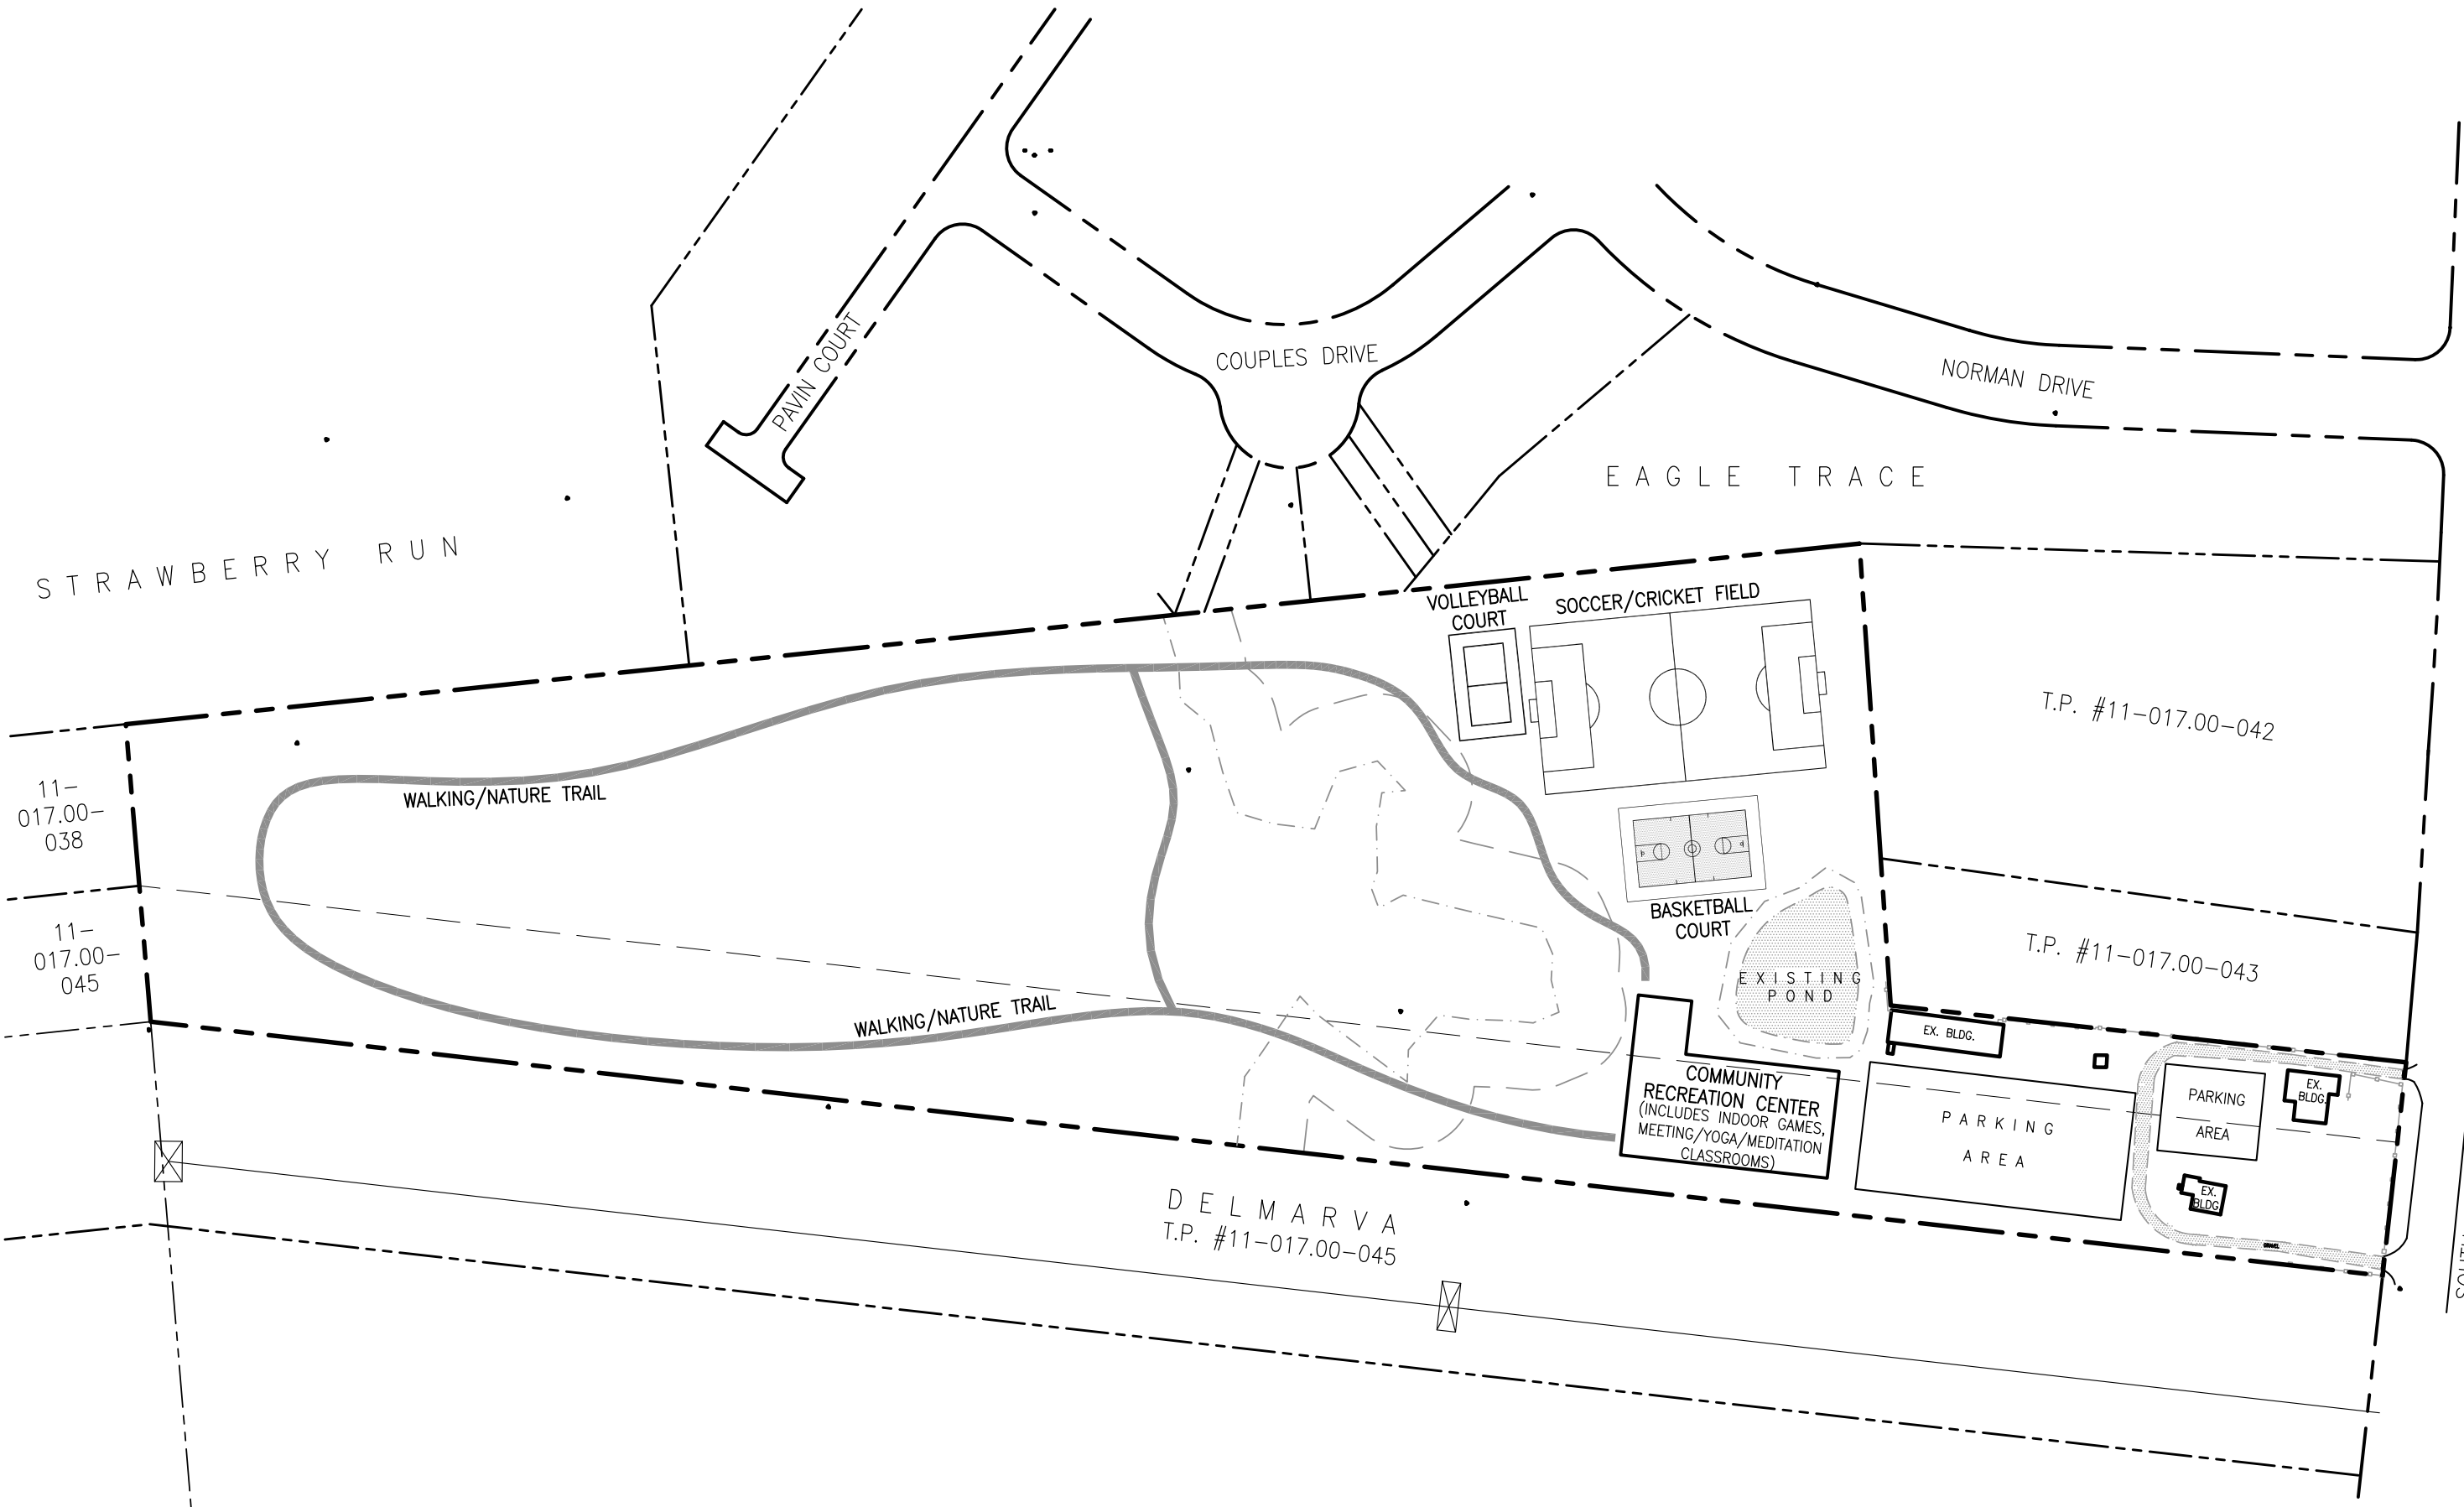 PAVIN COURT
COUPLES DRIVE
NORMAN DRIVE
EAGLE TRACE
STRAWBERRY RUN
VOLLEYBALL
COURT
SOCCER/CRICKET FIELD
T.P. #11-017.00-042
11-
017.00-
038
WALKING/NATURE TRAIL
BASKETBALL
COURT
11-
017.00-
045
T.P. #11-017.00-043
EXISTING
POND
WALKING/NATURE TRAIL
EX. BLDG.
COMMUNITY
RECREATION CENTER
(INCLUDES INDOOR GAMES,
MEETING/YOGA/MEDITATION
CLASSROOMS)
PARKING
AREA
PARKING
AREA
EX.
BLDG.
EX.
BLDG.
GRAVEL
DELMARVA
T.P. #11-017.00-045